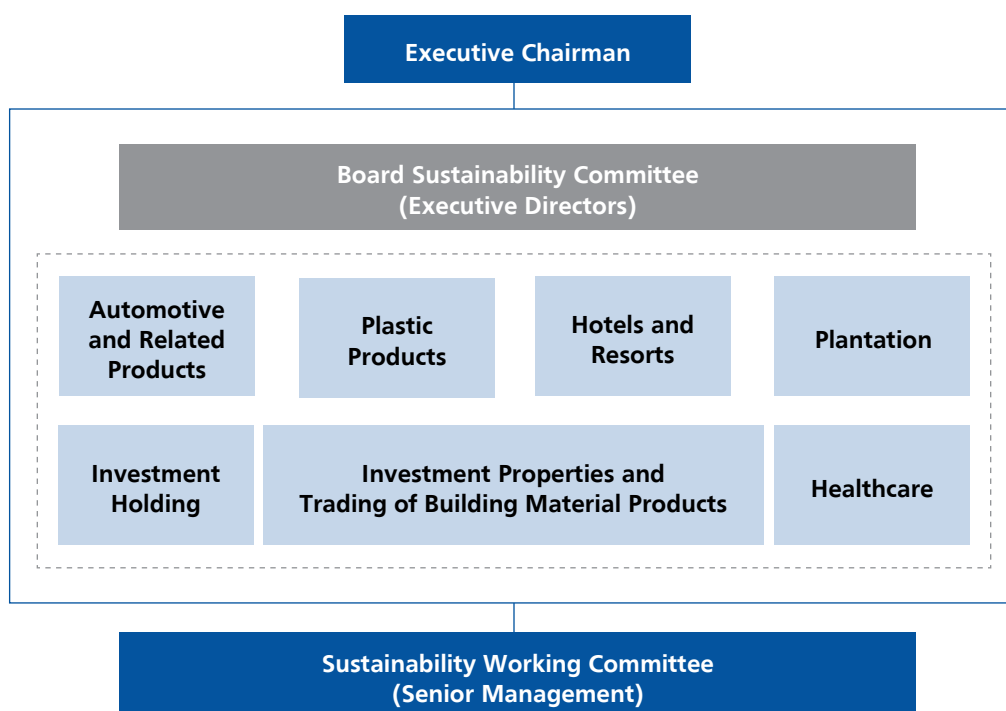 Executive Chairman
Board Sustainability Committee
(Executive Directors)
Automotive
and Related
Products
Plastic
Products
Hotels and
Resorts
Plantation
Investment
Holding
Investment Properties and
Trading of Building Material Products
Healthcare
Sustainability Working Committee
(Senior Management)